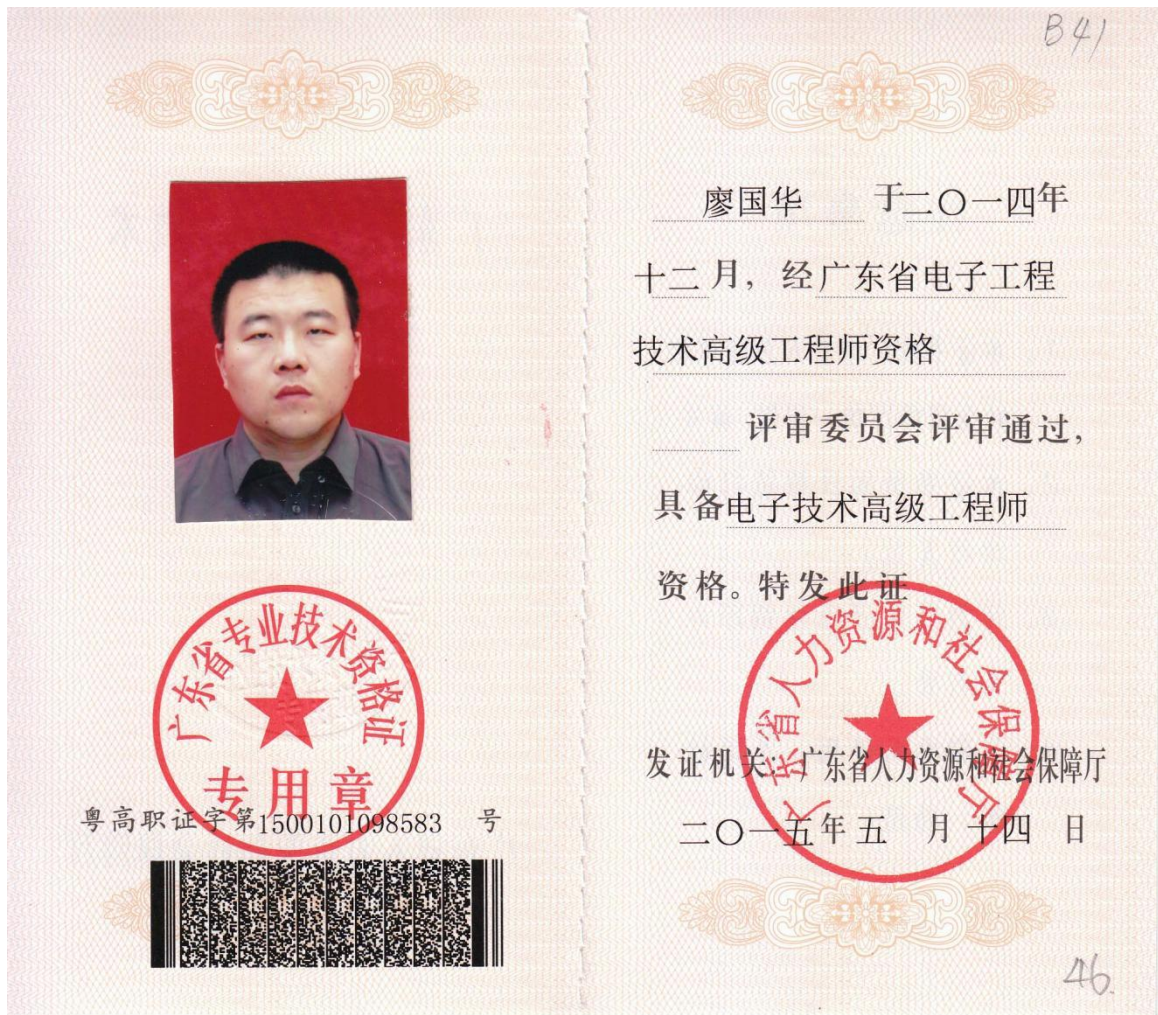 广东省专业技术资格证
专用章
粤高职证字第1500101098583 号
B41
廖国华 于二〇一四年
十二月，经广东省电子工程
技术高级工程师资格
评审委员会评审通过，
具备电子技术高级工程师
资格。特发此证
广东省人力资源和社会保障厅
发证机关：广东省人力资源和社会保障厅
二〇一五年五 月十四 日
46.